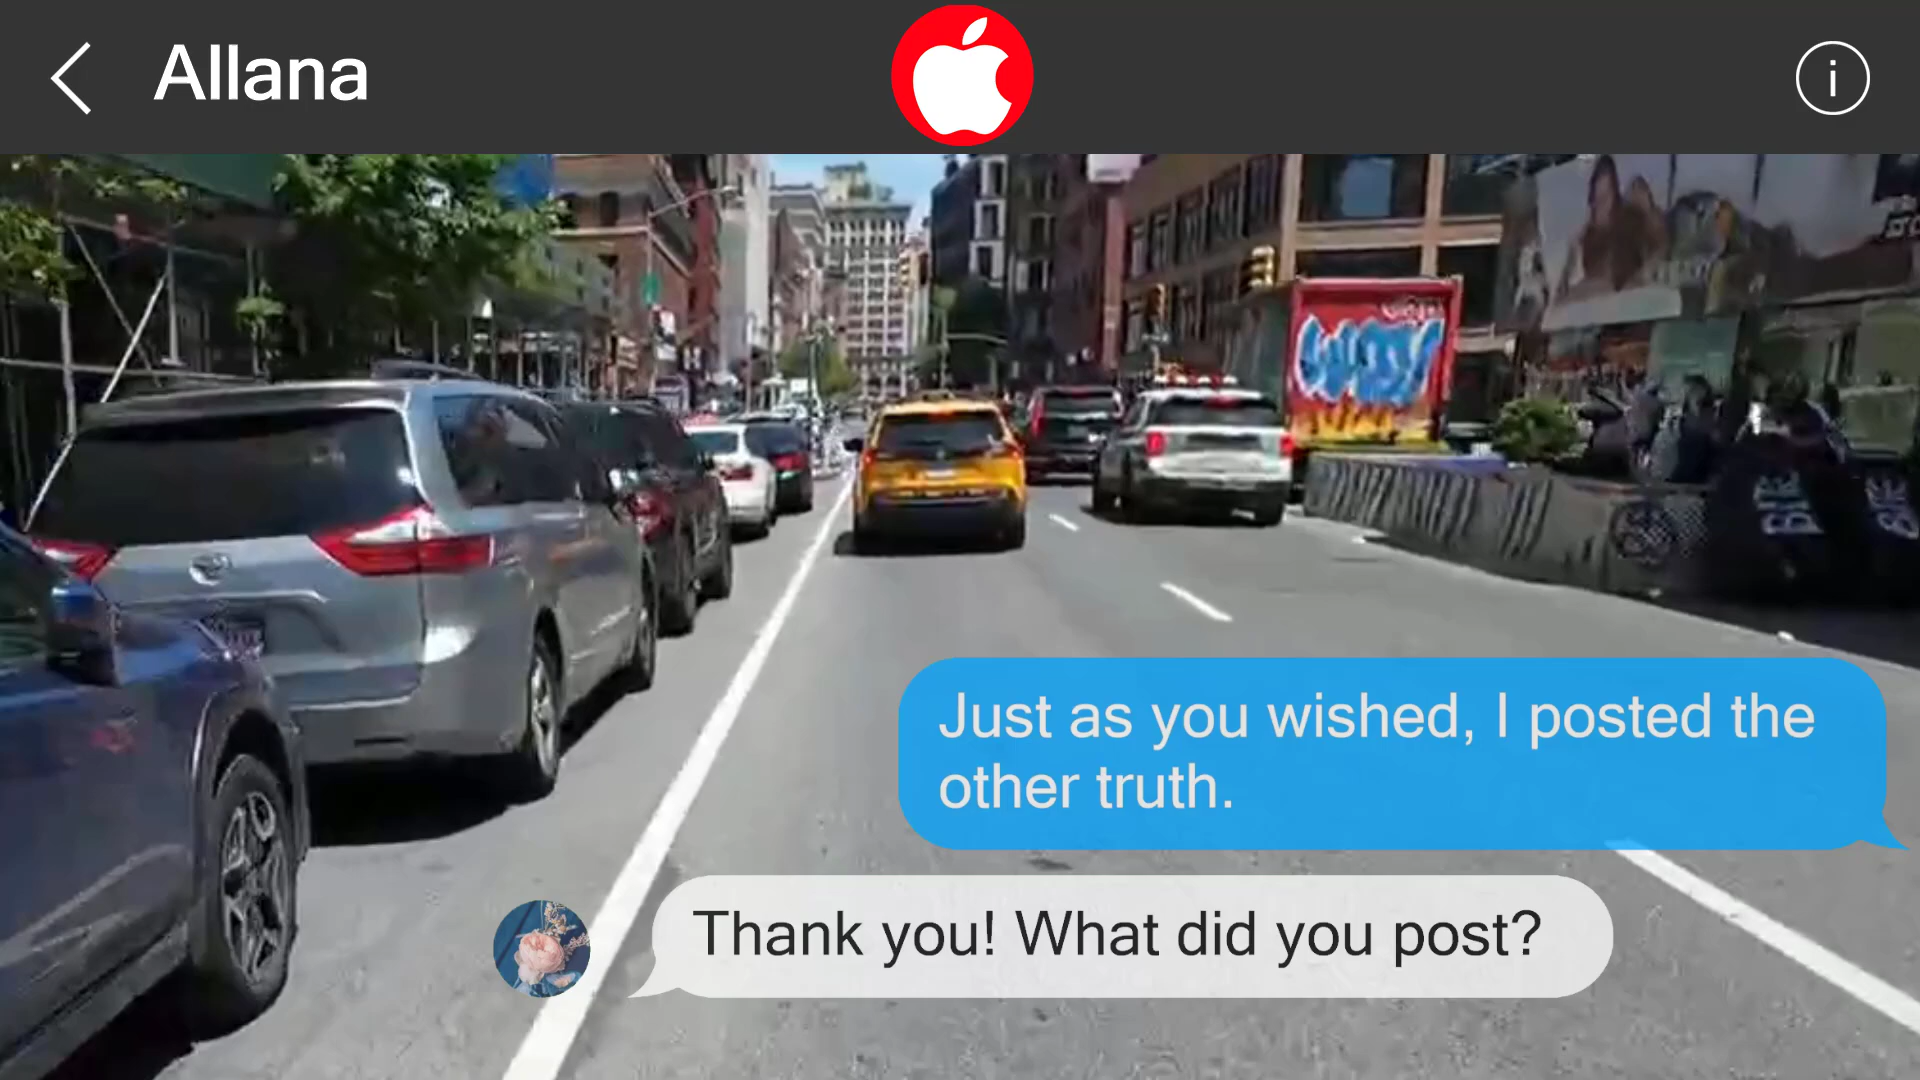 Allana
Just as you wished, I posted the
other truth.
Thank you! What did you post?